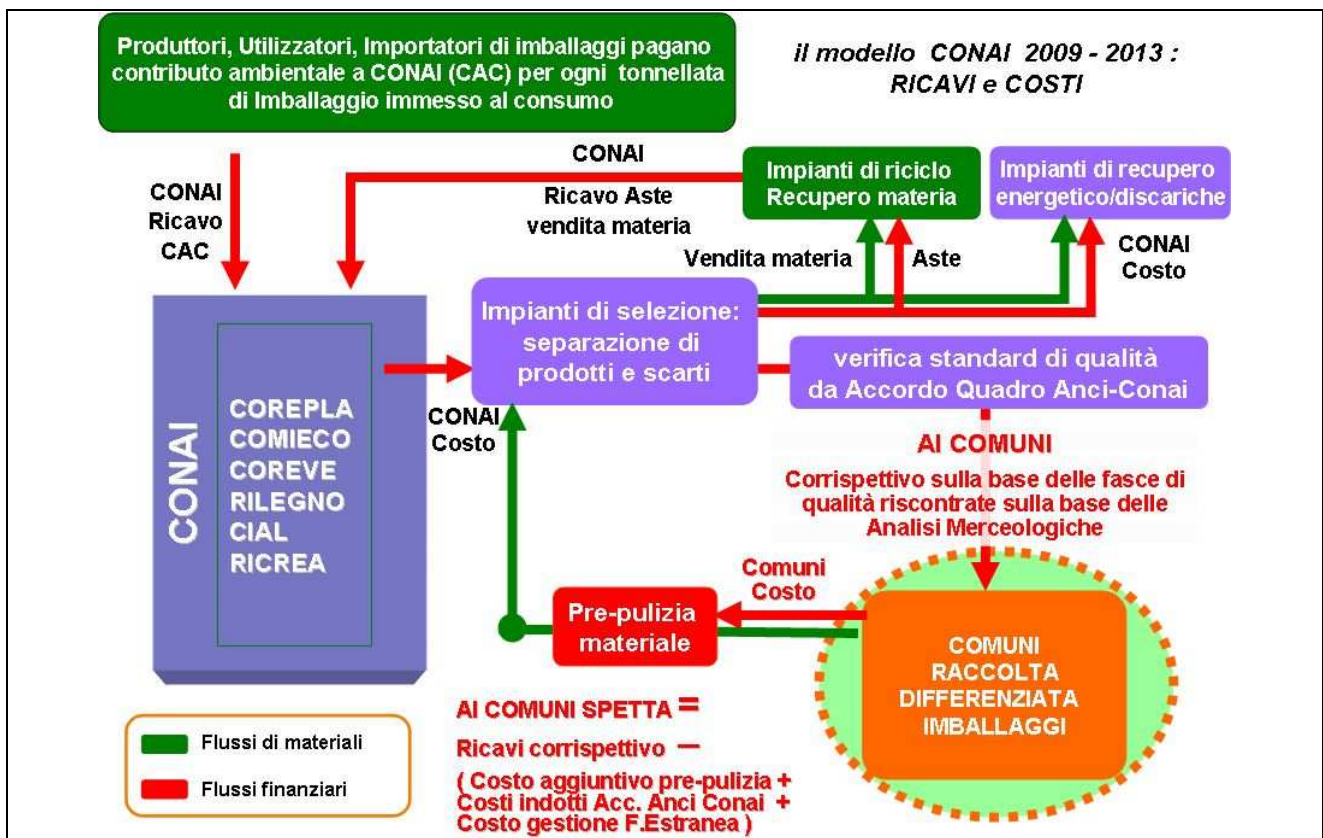 Produttori, Utilizzatori, Importatori di imballaggi pagano
contributo ambientale a CONAI (CAC) per ogni tonnellata
di Imballaggio immesso al consumo
il modello CONAI 2009 - 2013 :
RICAVI e COSTI
CONAI
Ricavo
CAC
CONAI
Ricavo Aste
vendita materia
Impianti di riciclo
Recupero materia
Impianti di recupero
energetico/discariche
Vendita materia
Aste
CONAI
Costo
CONAI
COREPLA
COMIECO
COREVE
RILEGNO
CIAL
RICREA
Impianti di selezione:
separazione di
prodotti e scarti
CONAI
Costo
verifica standard di qualità
da Accordo Quadro Anci-Conai
AI COMUNI
Corrispettivo sulla base delle fasce di
qualità riscontrate sulla base delle
Analisi Merceologiche
Comuni
Costo
Pre-pulizia
materiale
COMUNI
RACCOLTA
DIFFERENZIATA
IMBALLAGGI
AI COMUNI SPETTA =
Ricavi corrispettivo –
( Costo aggiuntivo pre-pulizia +
Costi indotti Acc. Anci Conai +
Costo gestione F.Estranea )
Flussi di materiali
Flussi finanziari